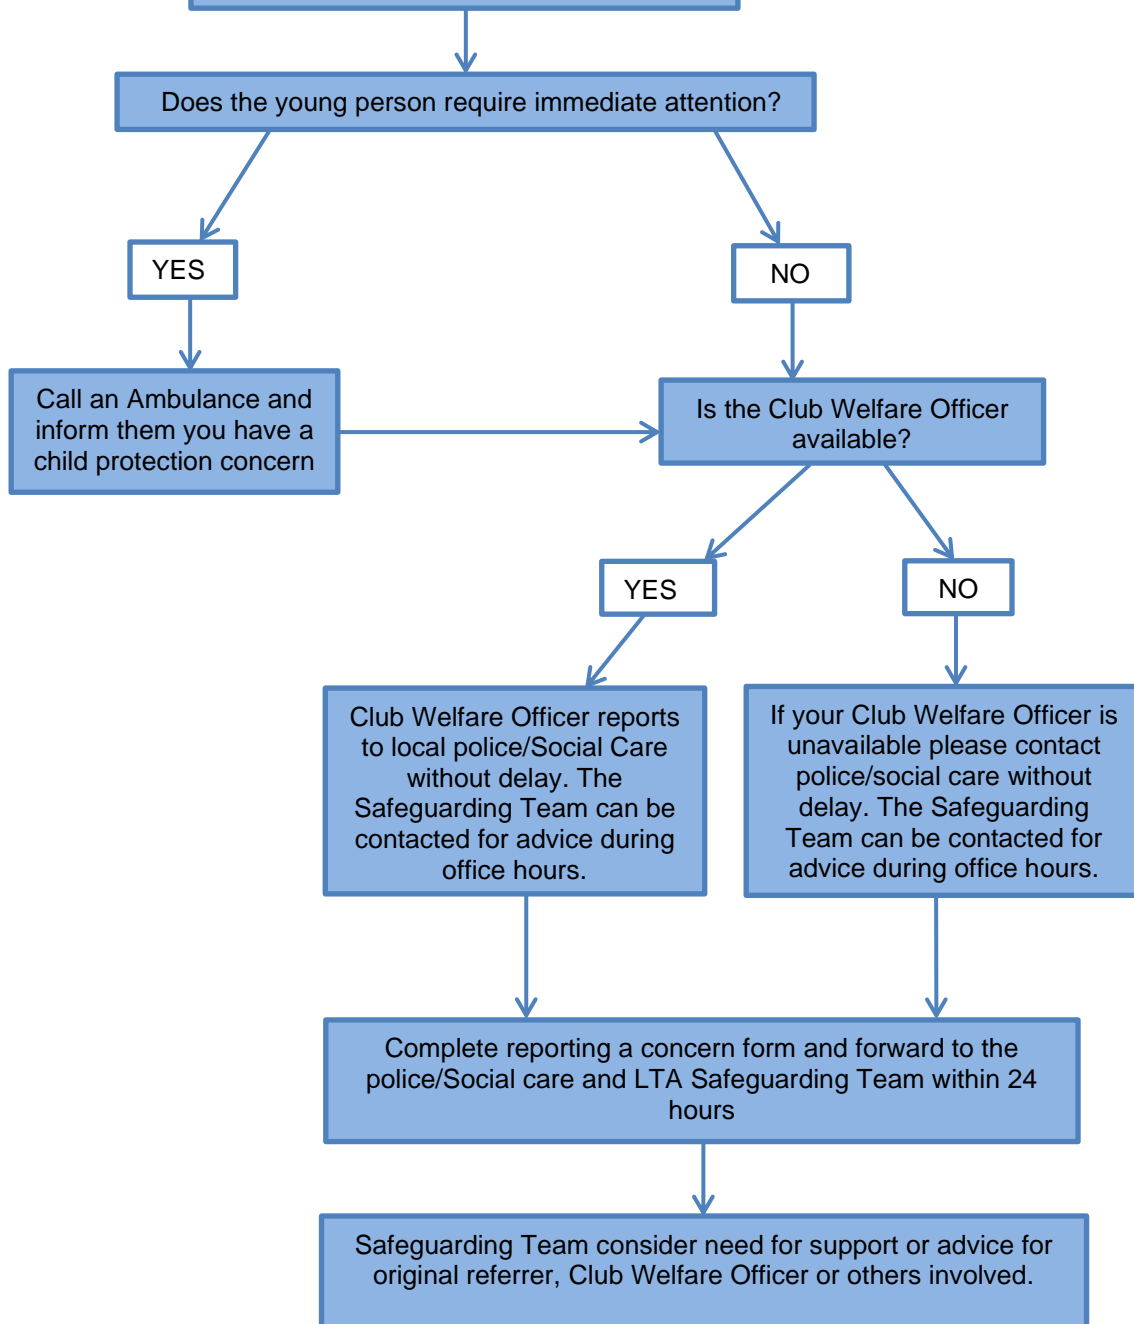 Does the young person require immediate attention?
YES
NO
Call an Ambulance and
inform them you have a
child protection concern
Is the Club Welfare Officer
available?
YES
NO
Club Welfare Officer reports
to local police/Social Care
without delay. The
Safeguarding Team can be
contacted for advice during
office hours.
If your Club Welfare Officer is
unavailable please contact
police/social care without
delay. The Safeguarding
Team can be contacted for
advice during office hours.
Complete reporting a concern form and forward to the
police/Social care and LTA Safeguarding Team within 24
hours
Safeguarding Team consider need for support or advice for
original referrer, Club Welfare Officer or others involved.